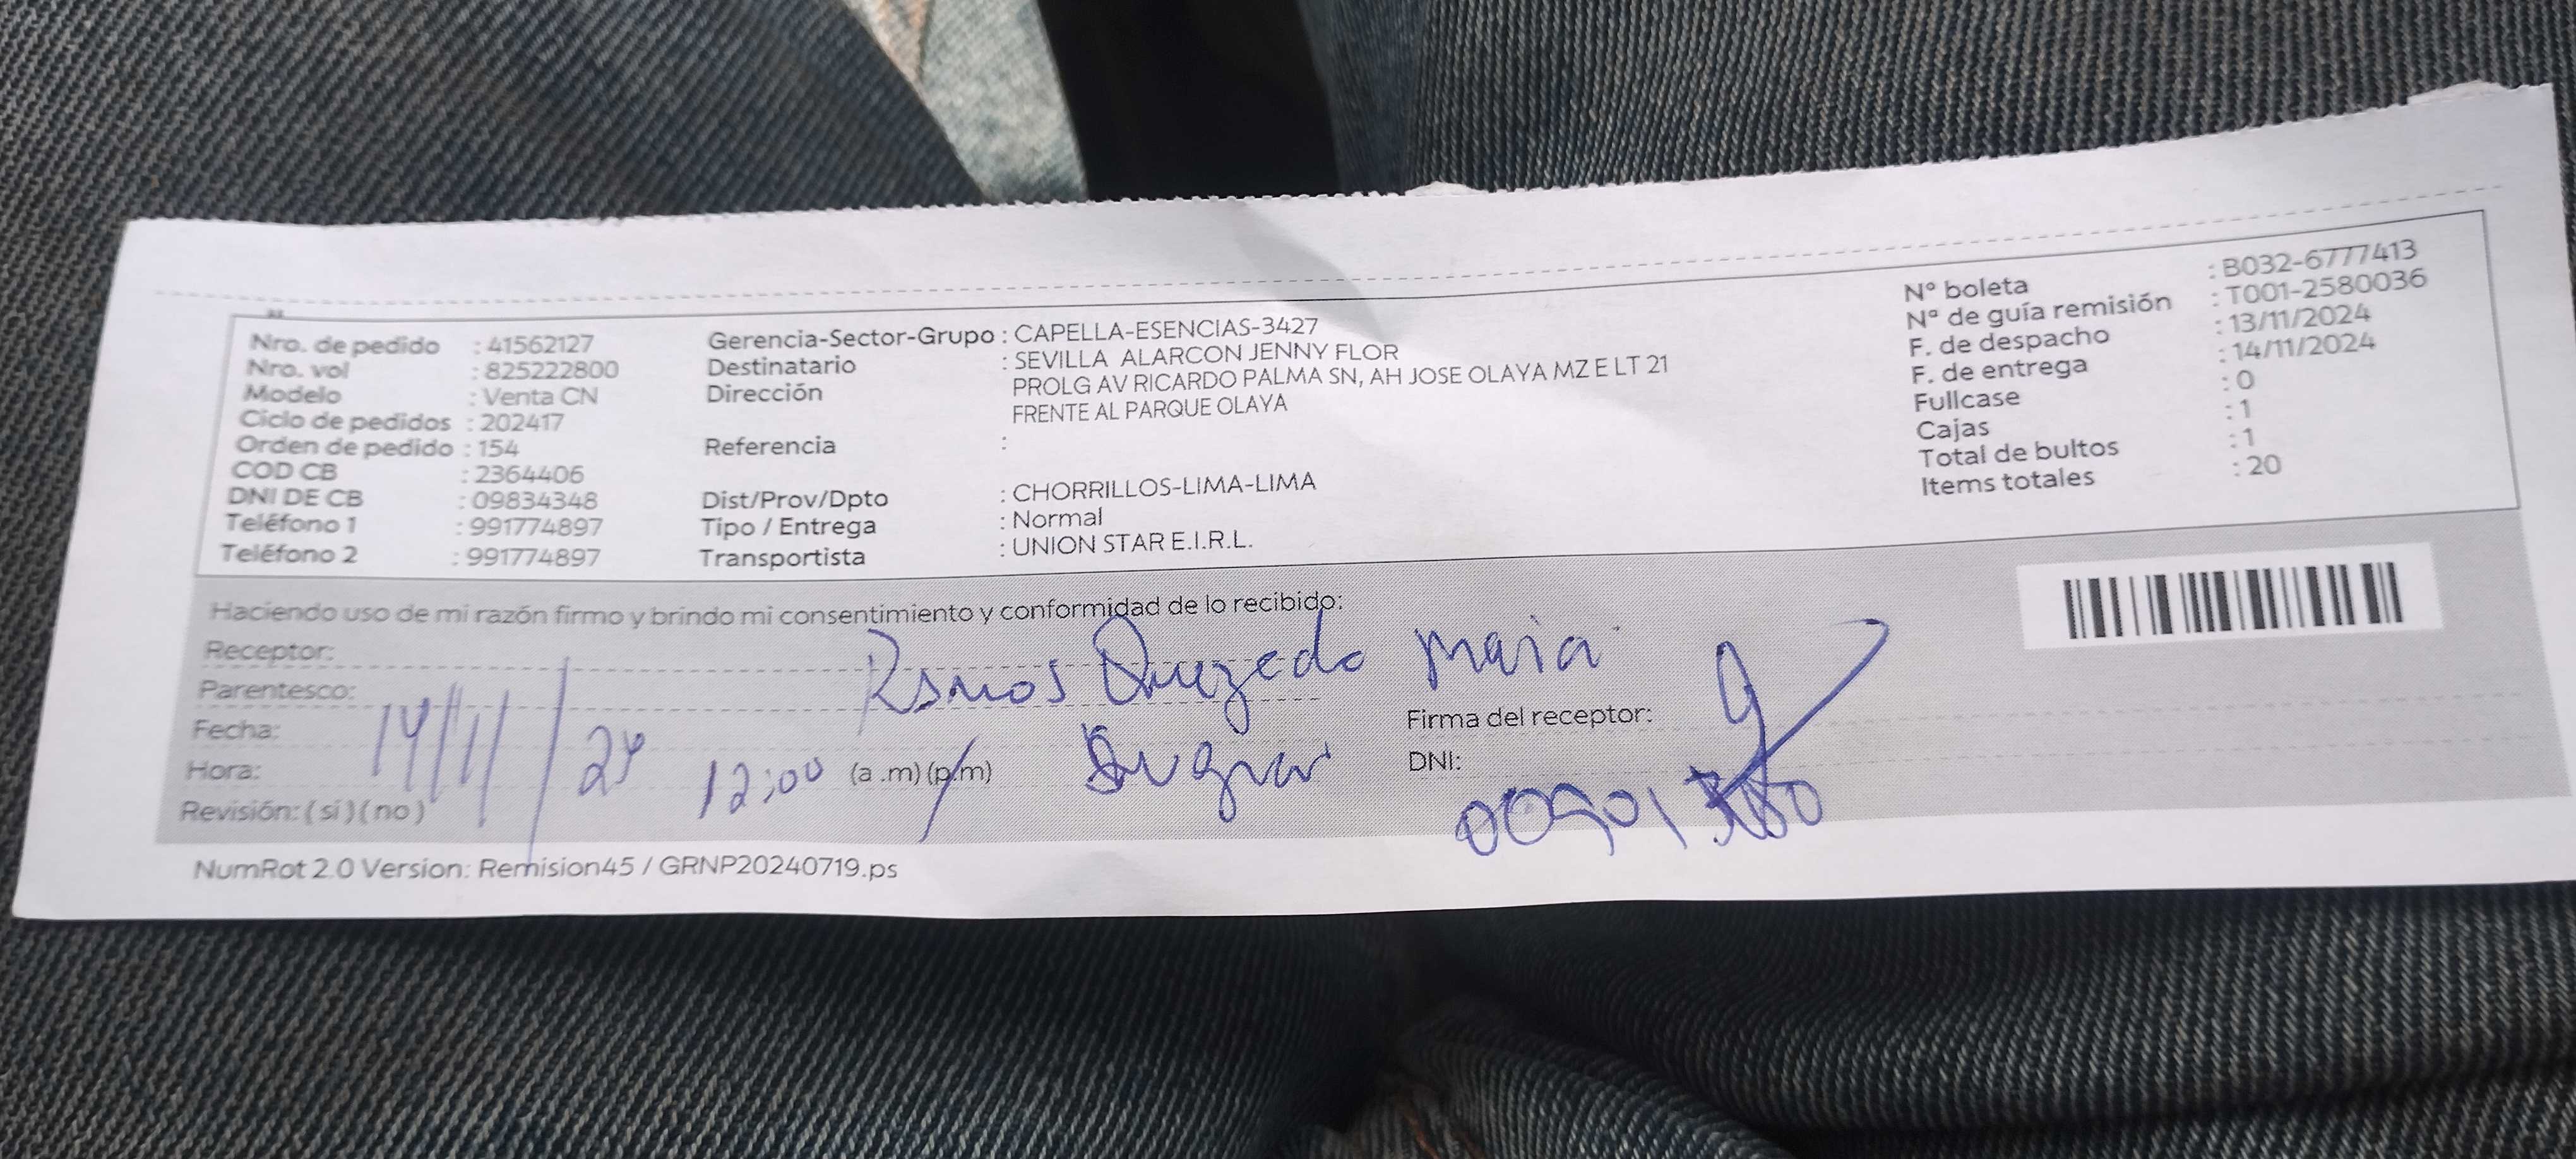 Nro. de pedido : 41562127
Nro. vol : 825222800
Modelo : Venta CN
Ciclo de pedidos : 202417
Orden de pedido : 154
COD CB : 2364406
DNI DE CB : 09834348
Teléfono 1 : 991774897
Teléfono 2 : 991774897
Gerencia-Sector-Grupo : CAPELLA-ESENCIAS-3427
Destinatario : SEVILLA ALARCON JENNY FLOR
Dirección PROLG AV RICARDO PALMA SN, AH JOSE OLAYA MZ E LT 21
FRENTE AL PARQUE OLAYA
Referencia :
Dist/Prov/Dpto : CHORRILLOS-LIMA-LIMA
Tipo / Entrega : Normal
Transportista : UNION STAR E.I.R.L.
Nº boleta : B032-6777413
Nº de guía remisión : T001-2580036
F. de despacho : 13/11/2024
F. de entrega : 14/11/2024
Fullcase : 0
Cajas : 1
Total de bultos : 1
Items totales : 20
Haciendo uso de mi razón firmo y brindo mi consentimiento y conformidad de lo recibido:
Receptor: Ramos Quezedo Maria
Parentesco:
Fecha: 14/11/24
Hora: 12:00 (a .m) (p.m)
Revisión: (si) (no)
Firma del receptor:
DNI:
NumRot 2.0 Version: Remision45 / GRNP20240719.ps